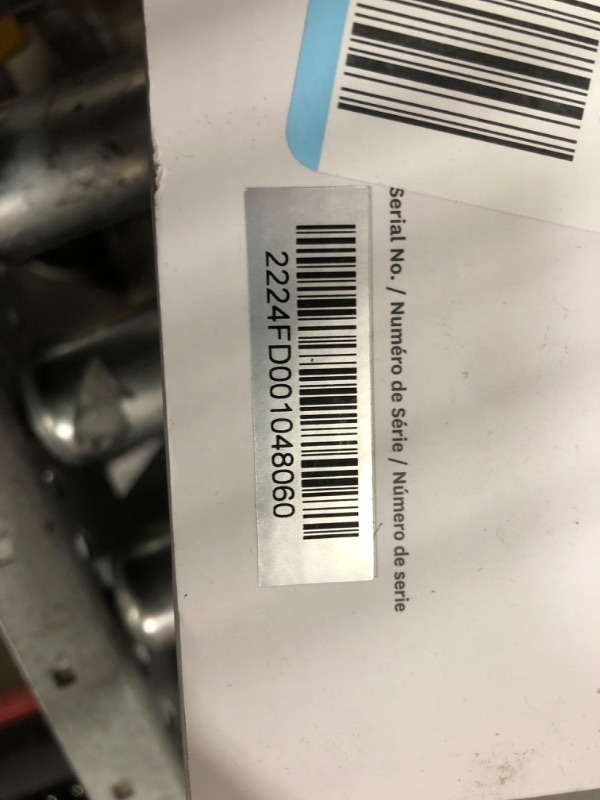 Serial No. / Numéro de Série / Número de serie
2224FD001048060